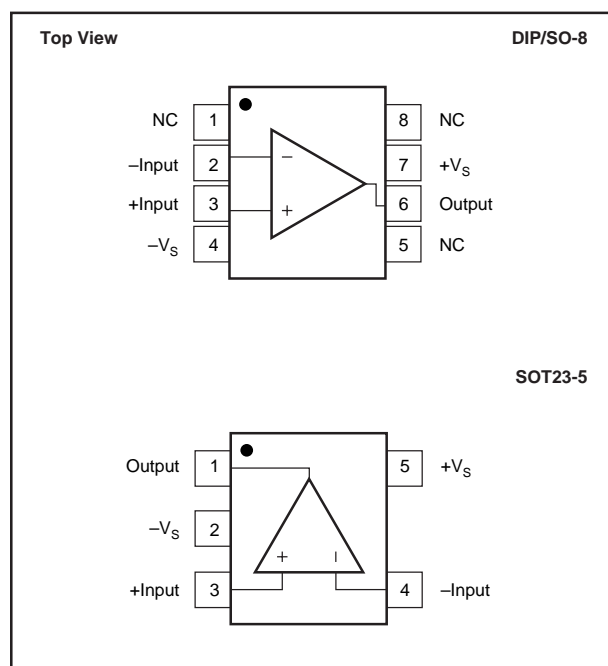 Top View DIP/SO-8
NC 1 8 NC
–Input 2 – 7 +VS
+Input 3 + 6 Output
–VS 4 5 NC
SOT23-5
Output 1 5 +VS
–VS 2
+ –
+Input 3 4 –Input